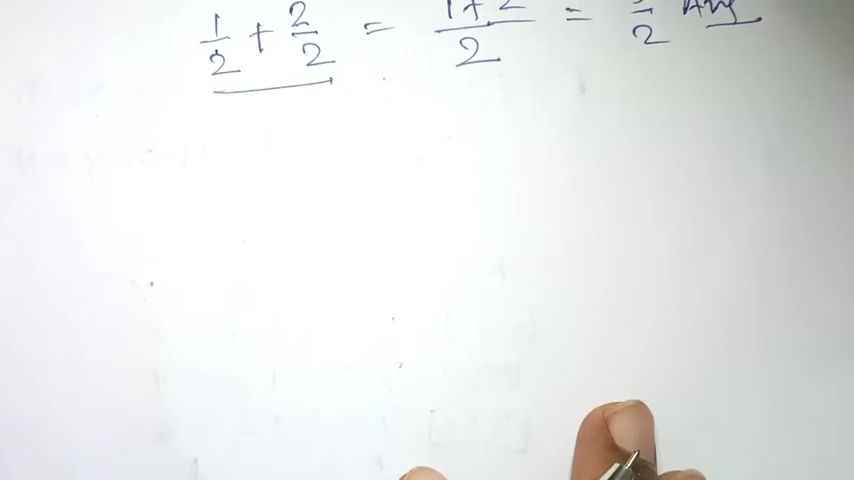 1/2 + 2/2 = 1+2/2 = 3/2 Ans